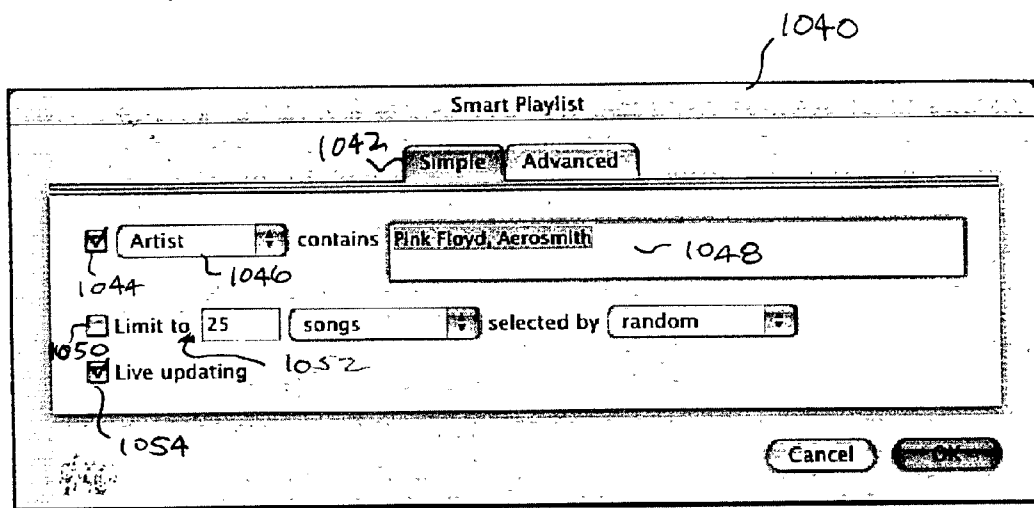 1040
Smart Playlist
1042
Simple Advanced
Artist contains Pink Floyd, Aerosmith
1044 1046 1048
Limit to 25 songs selected by random
1050 1052
Live updating
1054
Cancel OK